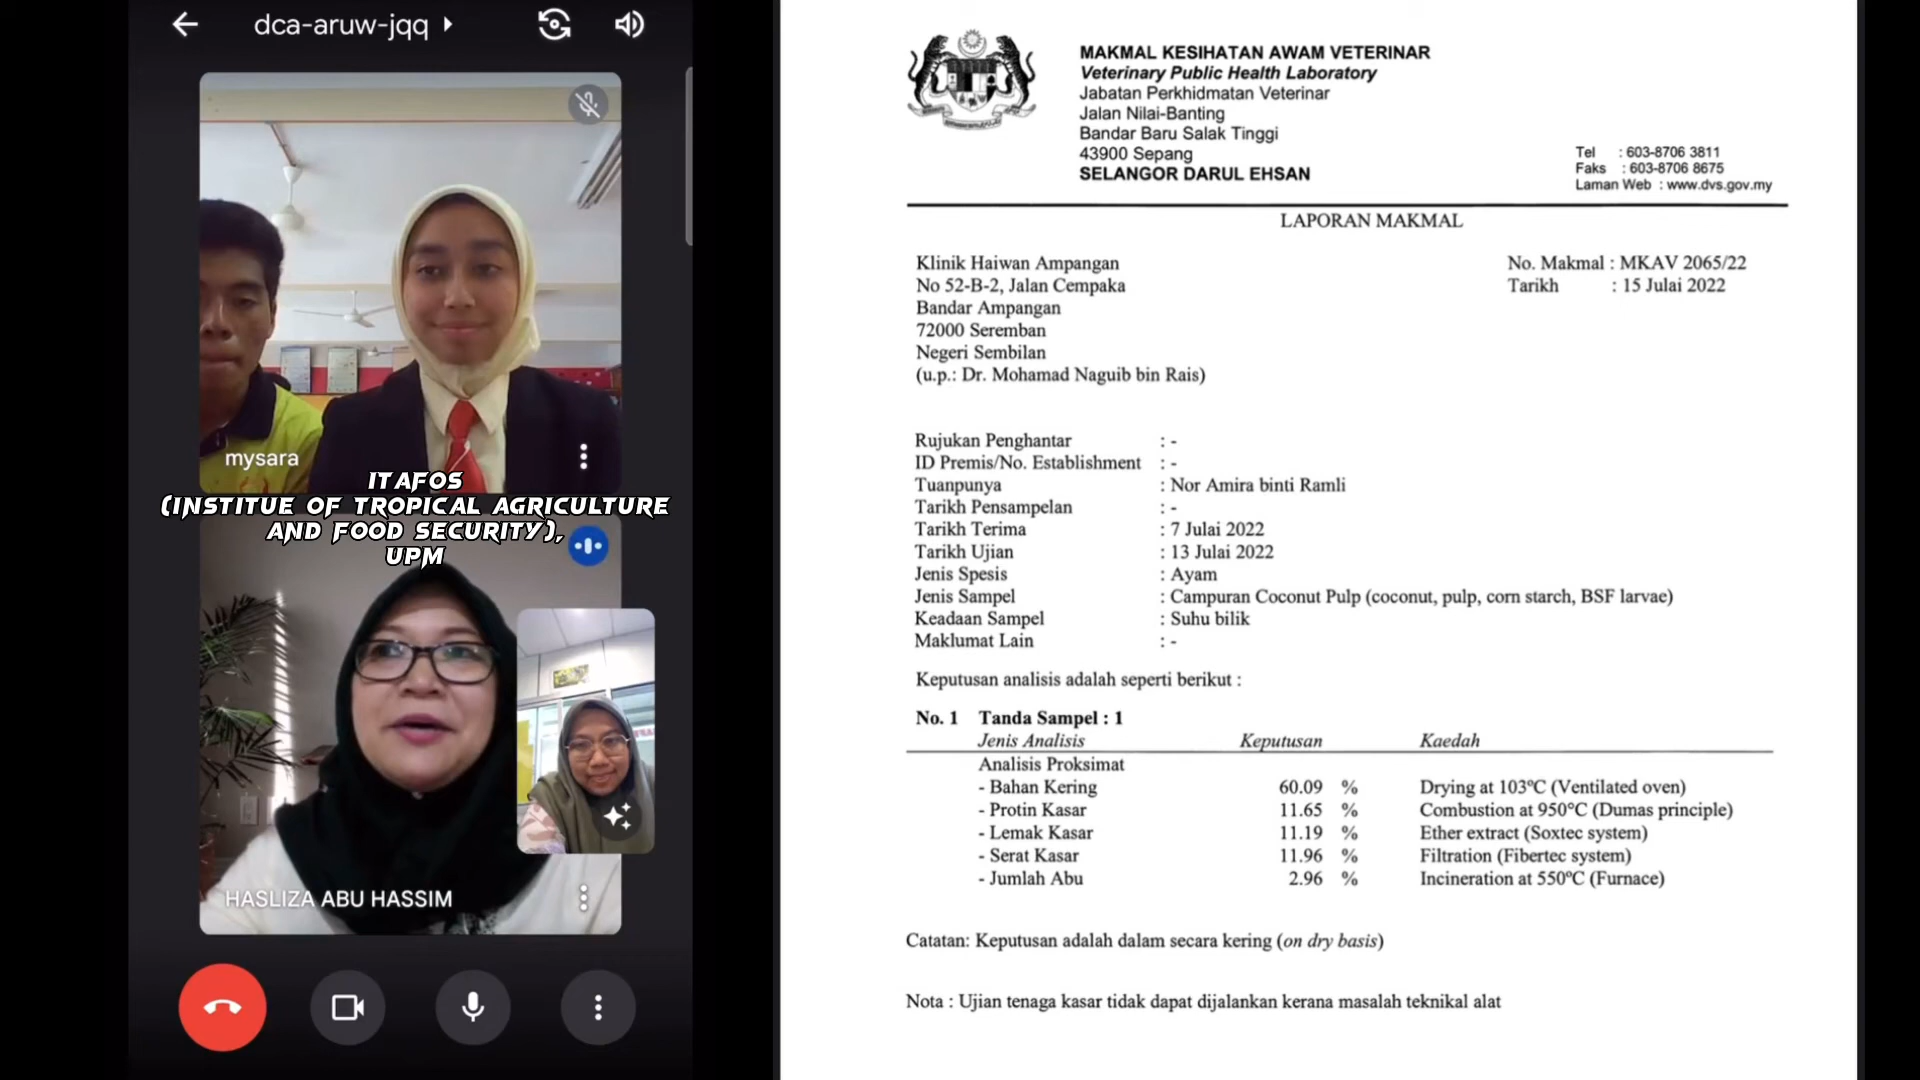 dca-aruw-jqq
mysara
ITAFOS
(INSTITUE OF TROPICAL AGRICULTURE
AND FOOD SECURITY),
UPM
HASLIZA ABU HASSIM
MAKMAL KESIHATAN AWAM VETERINAR
Veterinary Public Health Laboratory
Jabatan Perkhidmatan Veterinar
Jalan Nilai-Banting
Bandar Baru Salak Tinggi
43900 Sepang
SELANGOR DARUL EHSAN
Tel : 603-8706 3811
Faks : 603-8706 8675
Laman Web : www.dvs.gov.my
LAPORAN MAKMAL
Klinik Haiwan Ampangan
No 52-B-2, Jalan Cempaka
Bandar Ampangan
72000 Seremban
Negeri Sembilan
(u.p.: Dr. Mohamad Naguib bin Rais)
No. Makmal : MKAV 2065/22
Tarikh : 15 Julai 2022
Rujukan Penghantar : -
ID Premis/No. Establishment : -
Tuanpunya : Nor Amira binti Ramli
Tarikh Pensampelan : -
Tarikh Terima : 7 Julai 2022
Tarikh Ujian : 13 Julai 2022
Jenis Spesis : Ayam
Jenis Sampel : Campuran Coconut Pulp (coconut, pulp, corn starch, BSF larvae)
Keadaan Sampel : Suhu bilik
Maklumat Lain : -
Keputusan analisis adalah seperti berikut :
No. 1 Tanda Sampel : 1
Jenis Analisis Keputusan Kaedah
Analisis Proksimat
- Bahan Kering 60.09 % Drying at 103ºC (Ventilated oven)
- Protin Kasar 11.65 % Combustion at 950°C (Dumas principle)
- Lemak Kasar 11.19 % Ether extract (Soxtec system)
- Serat Kasar 11.96 % Filtration (Fibertec system)
- Jumlah Abu 2.96 % Incineration at 550ºC (Furnace)
Catatan: Keputusan adalah dalam secara kering (on dry basis)
Nota : Ujian tenaga kasar tidak dapat dijalankan kerana masalah teknikal alat